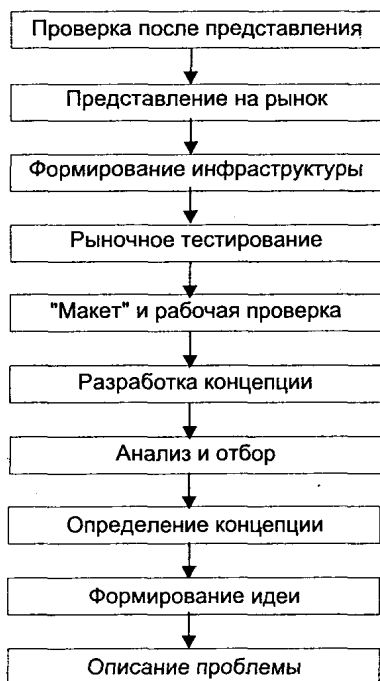 Проверка после представления
Представление на рынок
Формирование инфраструктуры
Рыночное тестирование
"Макет" и рабочая проверка
Разработка концепции
Анализ и отбор
Определение концепции
Формирование идеи
Описание проблемы